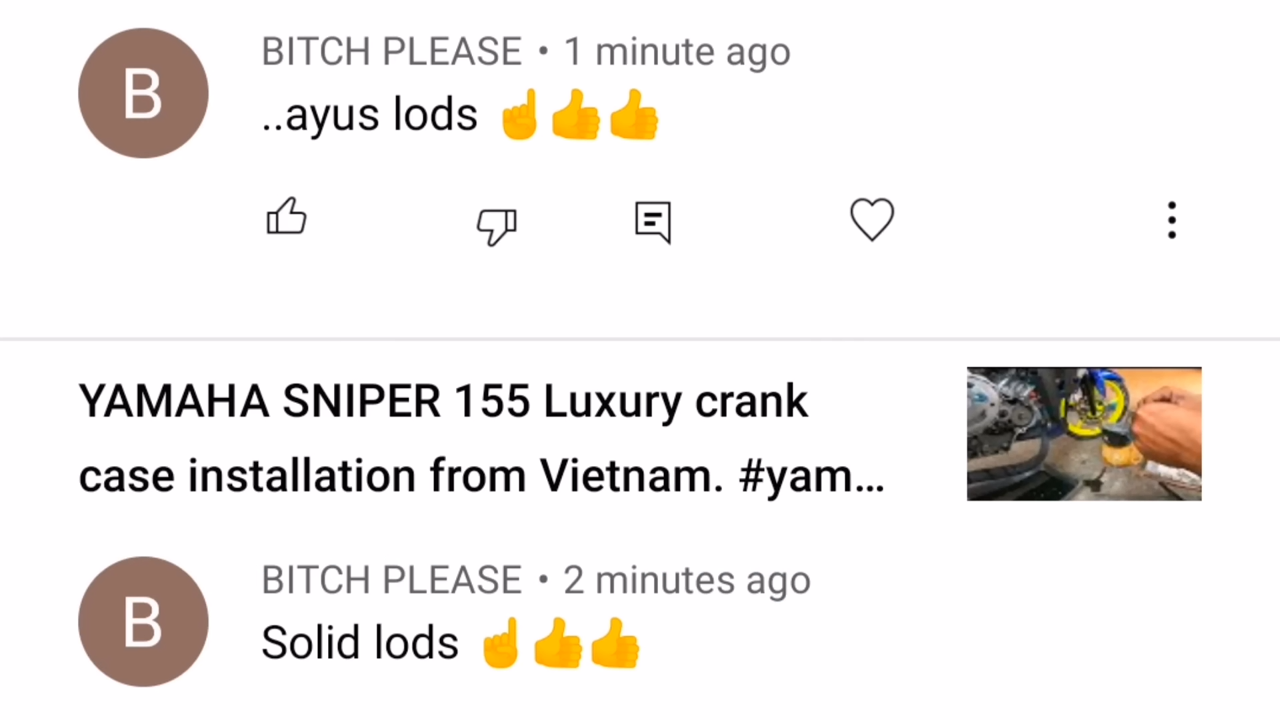 B
BITCH PLEASE • 1 minute ago
..ayus lods ☝👍👍
YAMAHA SNIPER 155 Luxury crank
case installation from Vietnam. #yam...
B
BITCH PLEASE • 2 minutes ago
Solid lods ☝👍👍